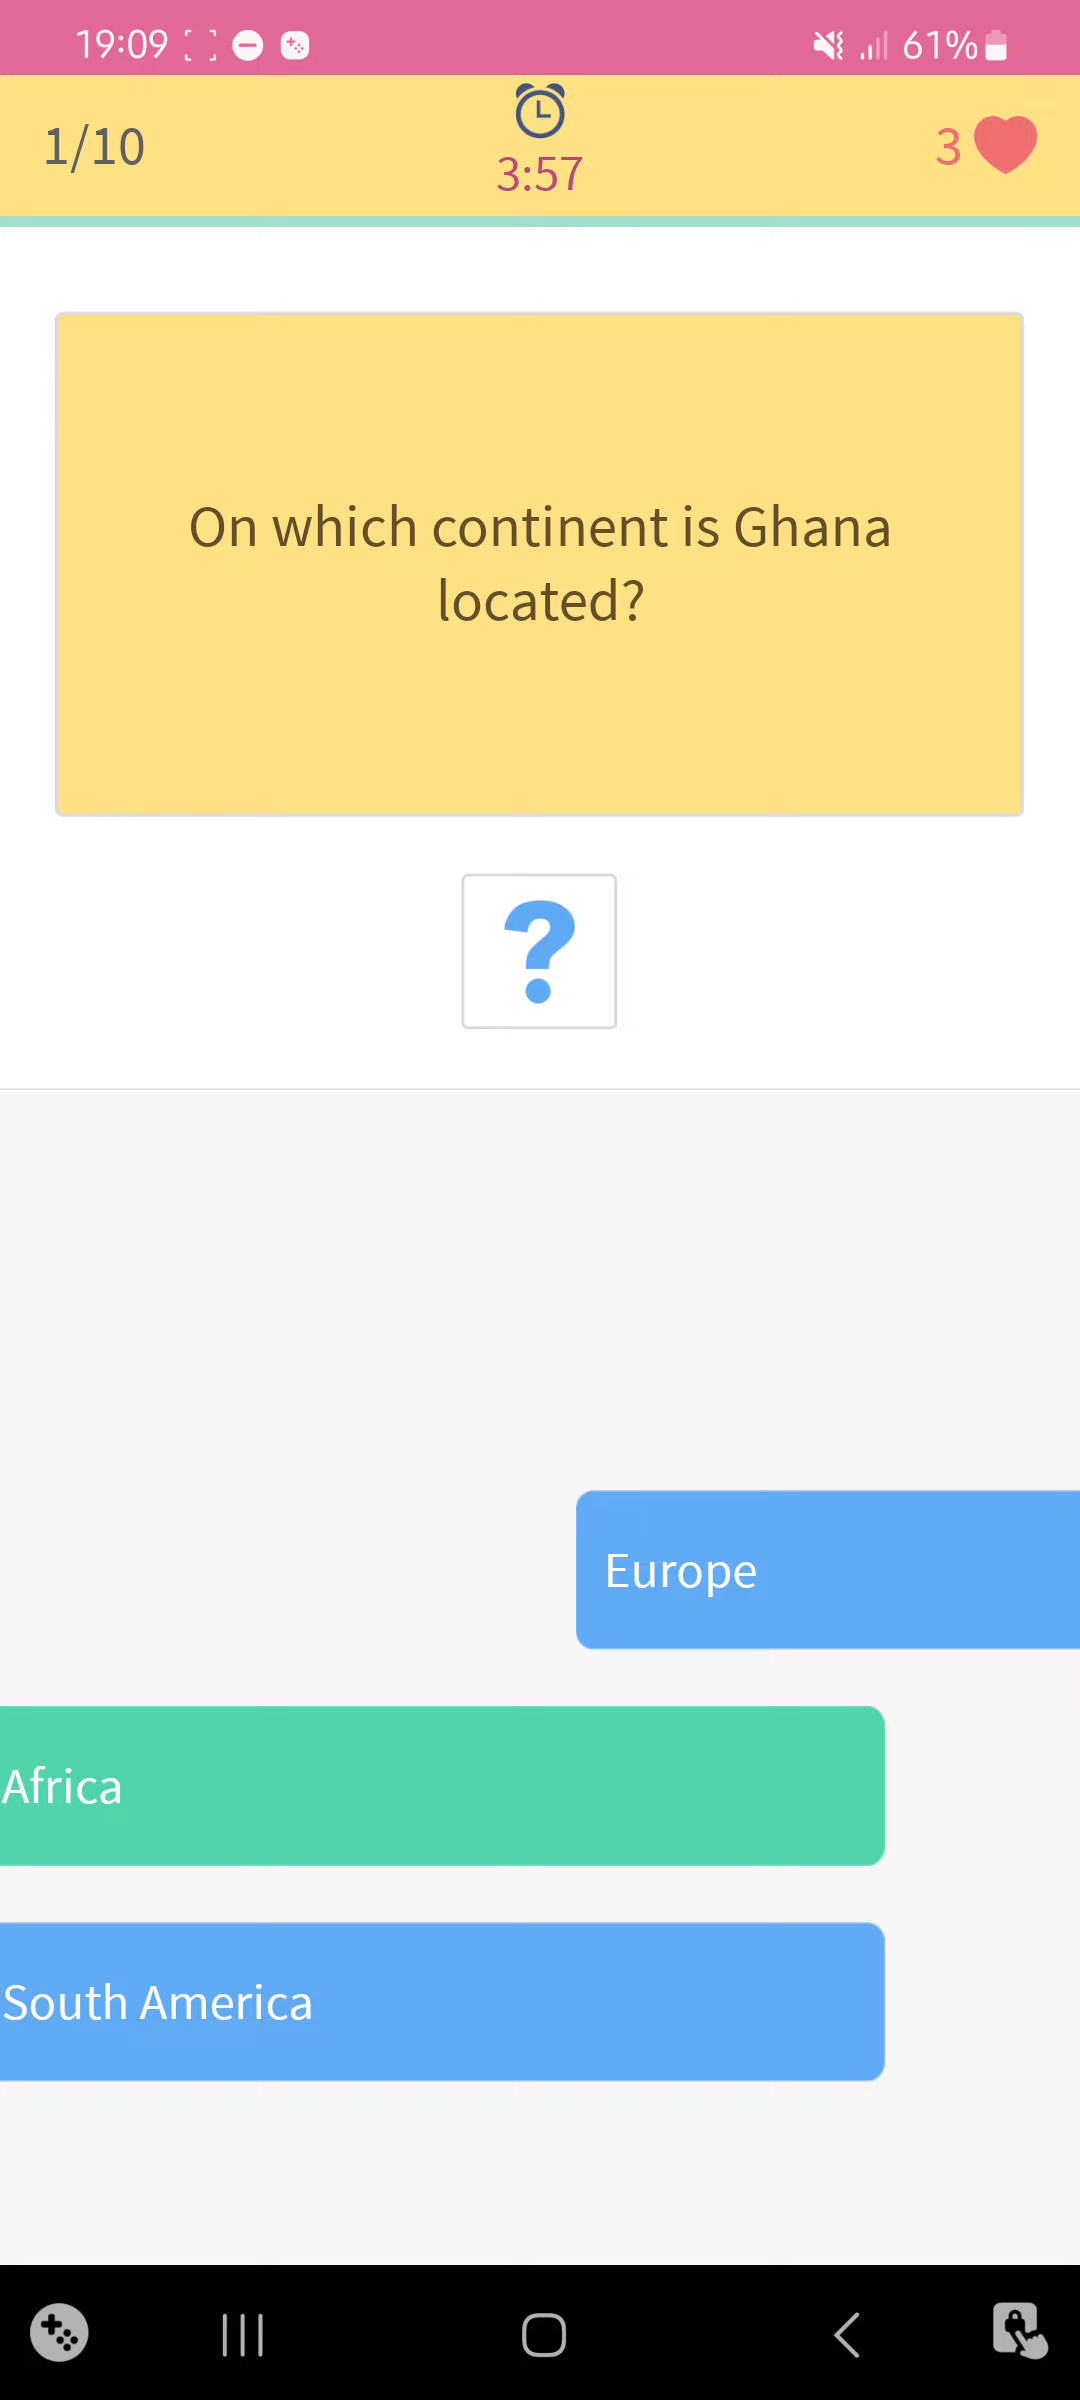 19:09
61%
1/10
3:57
3
On which continent is Ghana
located?
?
Europe
Africa
South America